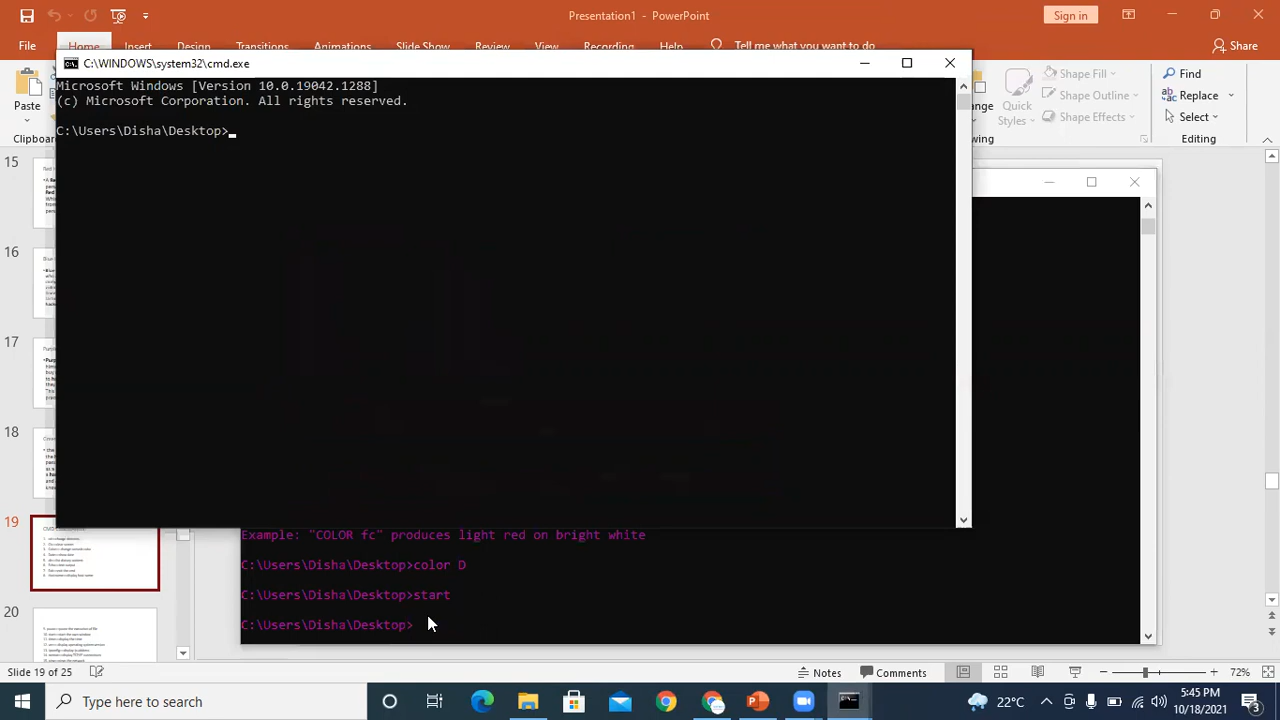 Presentation1 - PowerPoint
Sign in
File Home Insert Design Transitions Animations Slide Show Review View Recording Help Tell me what you want to do Share
C:\WINDOWS\system32\cmd.exe
Microsoft Windows [Version 10.0.19042.1288]
(c) Microsoft Corporation. All rights reserved.
C:\Users\Disha\Desktop>
Paste
Clipboard
Quick
Styles
Shape Fill
Shape Effects
Find
Replace
Select
Editing
15
16
17
18
19
20
Example: "COLOR fc" produces light red on bright white
C:\Users\Disha\Desktop>color D
C:\Users\Disha\Desktop>start
C:\Users\Disha\Desktop>
Slide 19 of 25
Notes
Comments
72%
Type here to search
22°C
5:45 PM
10/18/2021
3